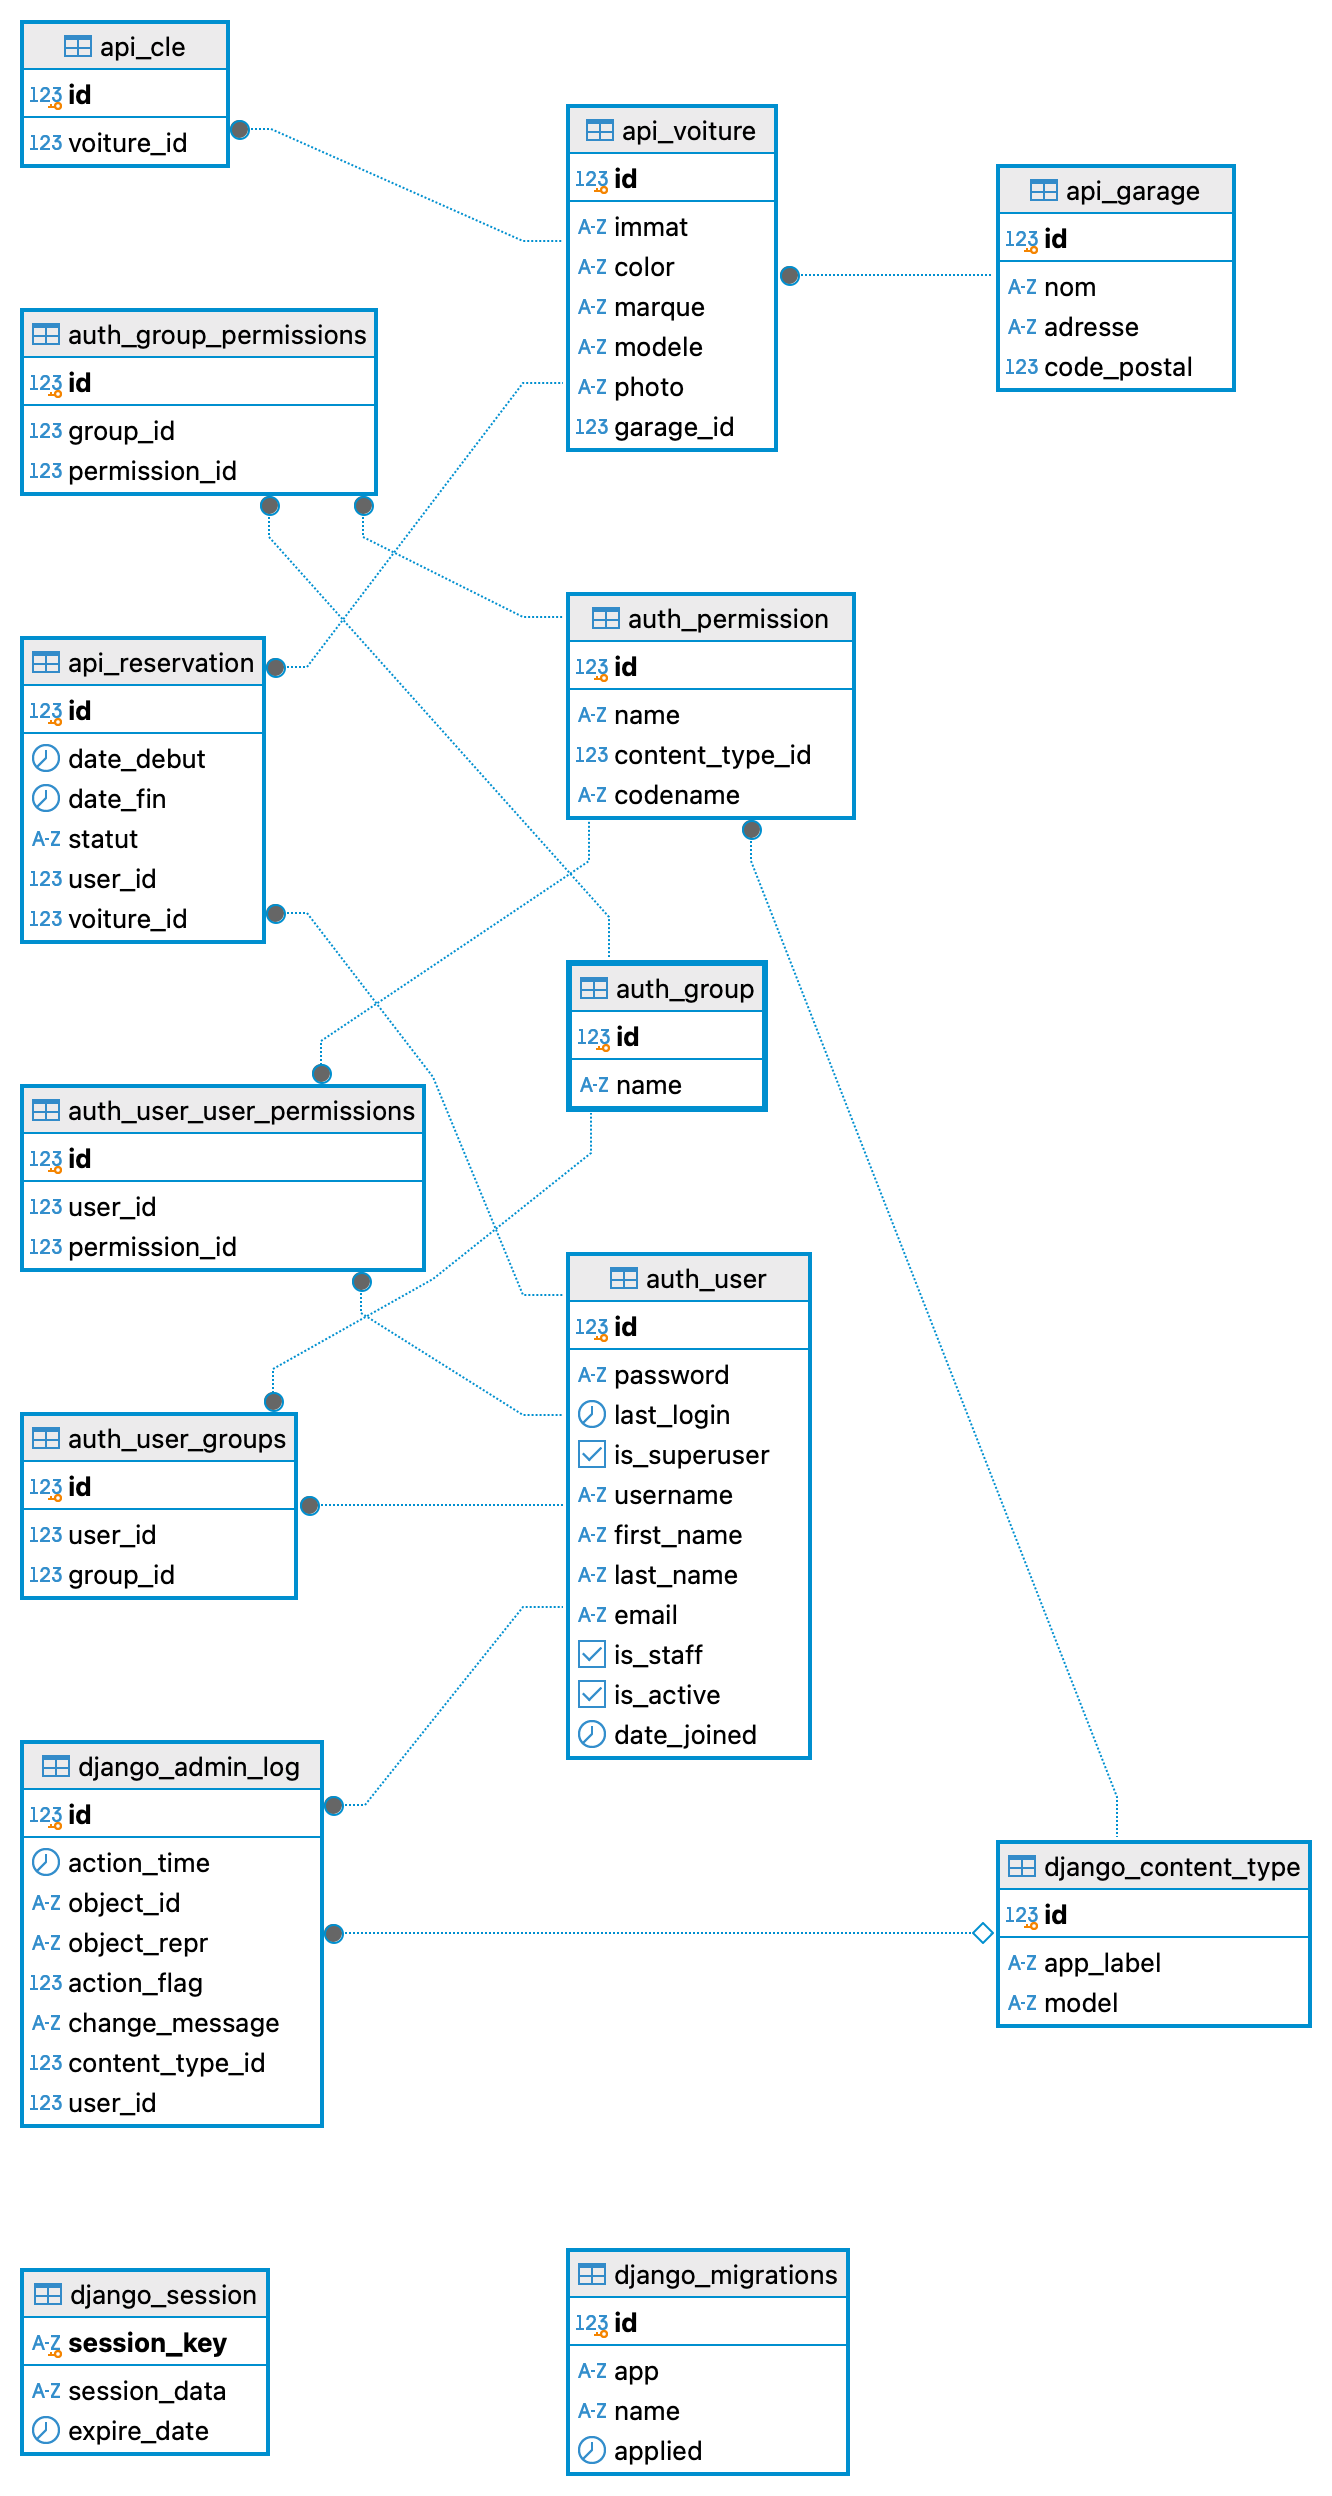 api_cle
123 id
123 voiture_id
api_voiture
123 id
A-Z immat
A-Z color
A-Z marque
A-Z modele
A-Z photo
123 garage_id
api_garage
123 id
A-Z nom
A-Z adresse
123 code_postal
auth_group_permissions
123 id
123 group_id
123 permission_id
auth_permission
123 id
A-Z name
123 content_type_id
A-Z codename
api_reservation
123 id
date_debut
date_fin
A-Z statut
123 user_id
123 voiture_id
auth_group
123 id
A-Z name
auth_user_user_permissions
123 id
123 user_id
123 permission_id
auth_user
123 id
A-Z password
last_login
is_superuser
A-Z username
A-Z first_name
A-Z last_name
A-Z email
is_staff
is_active
date_joined
auth_user_groups
123 id
123 user_id
123 group_id
django_admin_log
123 id
action_time
A-Z object_id
A-Z object_repr
123 action_flag
A-Z change_message
123 content_type_id
123 user_id
django_content_type
123 id
A-Z app_label
A-Z model
django_session
A-Z session_key
A-Z session_data
expire_date
django_migrations
123 id
A-Z app
A-Z name
applied